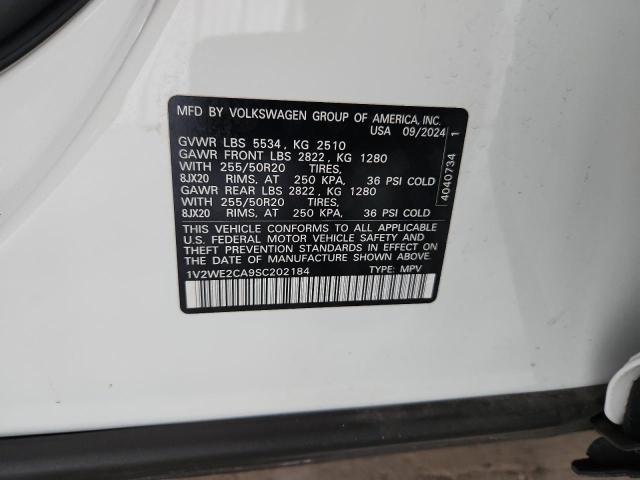 MFD BY VOLKSWAGEN GROUP OF AMERICA, INC.
USA 09/2024
GVWR LBS 5534, KG 2510
GAWR FRONT LBS 2822, KG 1280
WITH 255/50R20 TIRES,
8JX20 RIMS, AT 250 KPA, 36 PSI COLD
GAWR REAR LBS 2822, KG 1280
WITH 255/50R20 TIRES,
8JX20 RIMS, AT 250 KPA, 36 PSI COLD
THIS VEHICLE CONFORMS TO ALL APPLICABLE
U.S. FEDERAL MOTOR VEHICLE SAFETY AND
THEFT PREVENTION STANDARDS IN EFFECT ON
THE DATE OF MANUFACTURE SHOWN ABOVE.
1V2WE2CA9SC202184 TYPE: MPV
4040734 1